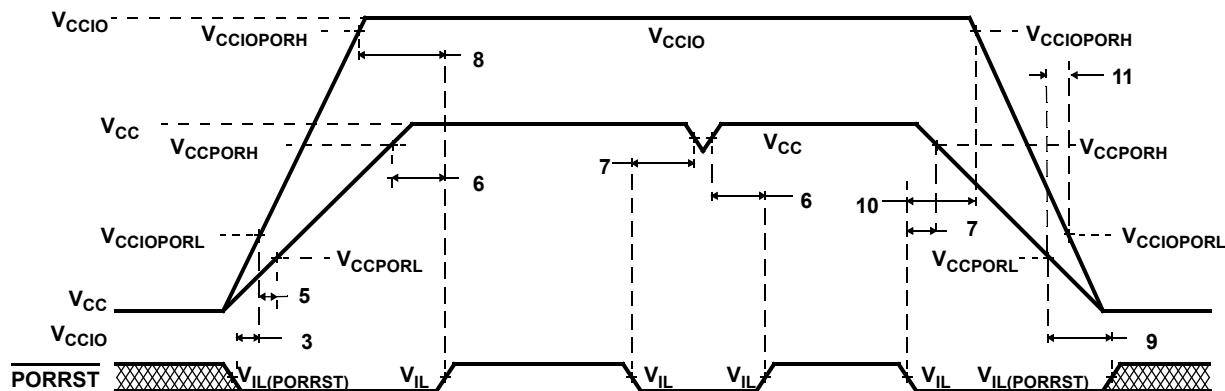 VCCIO
VCCIOPORH
VCCIO
VCCIOPORH
8
11
VCC
VCCPORH
VCC
VCCPORH
7
6
6
10
7
VCCIOPORL
VCCPORL
VCCPORL
VCCIOPORL
VCC
5
VCCIO
3
9
PORRST
VIL(PORRST)
VIL
VIL
VIL
VIL
VIL(PORRST)